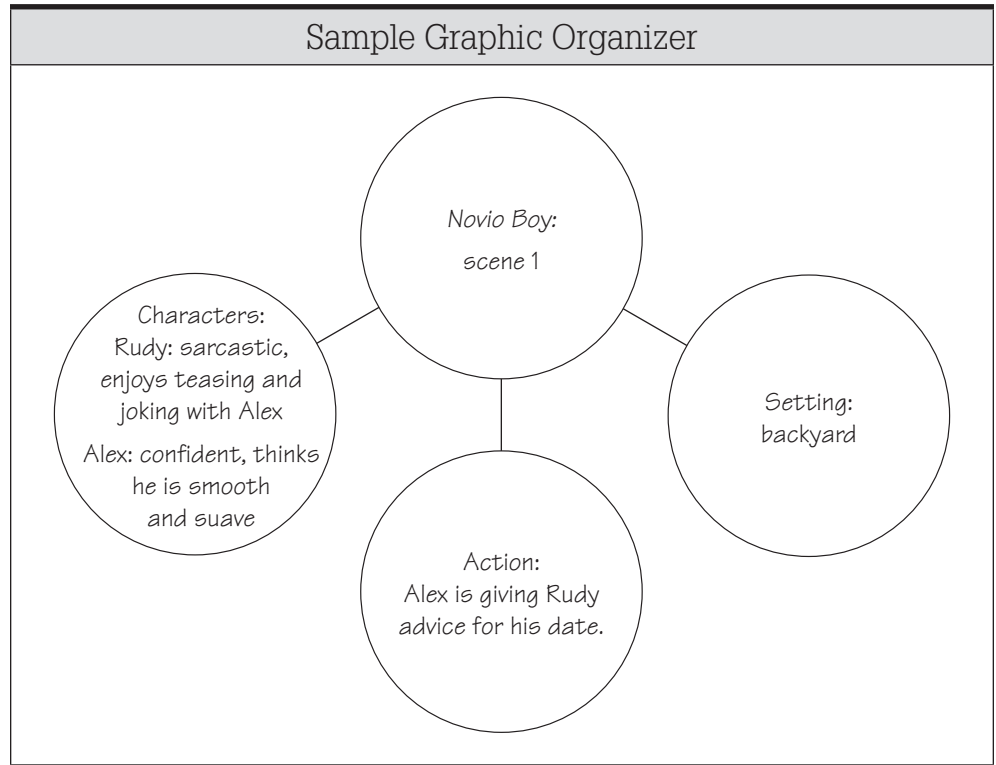 Sample Graphic Organizer
Novio Boy:
scene 1
Characters:
Rudy: sarcastic,
enjoys teasing and
joking with Alex
Alex: confident, thinks
he is smooth
and suave
Action:
Alex is giving Rudy
advice for his date.
Setting:
backyard